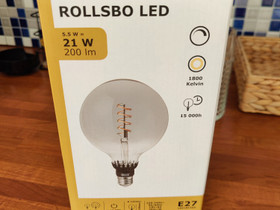 ROLLSBO LED
5.5 W =
21 W
200 lm
1800
Kelvin
15 000h
E27